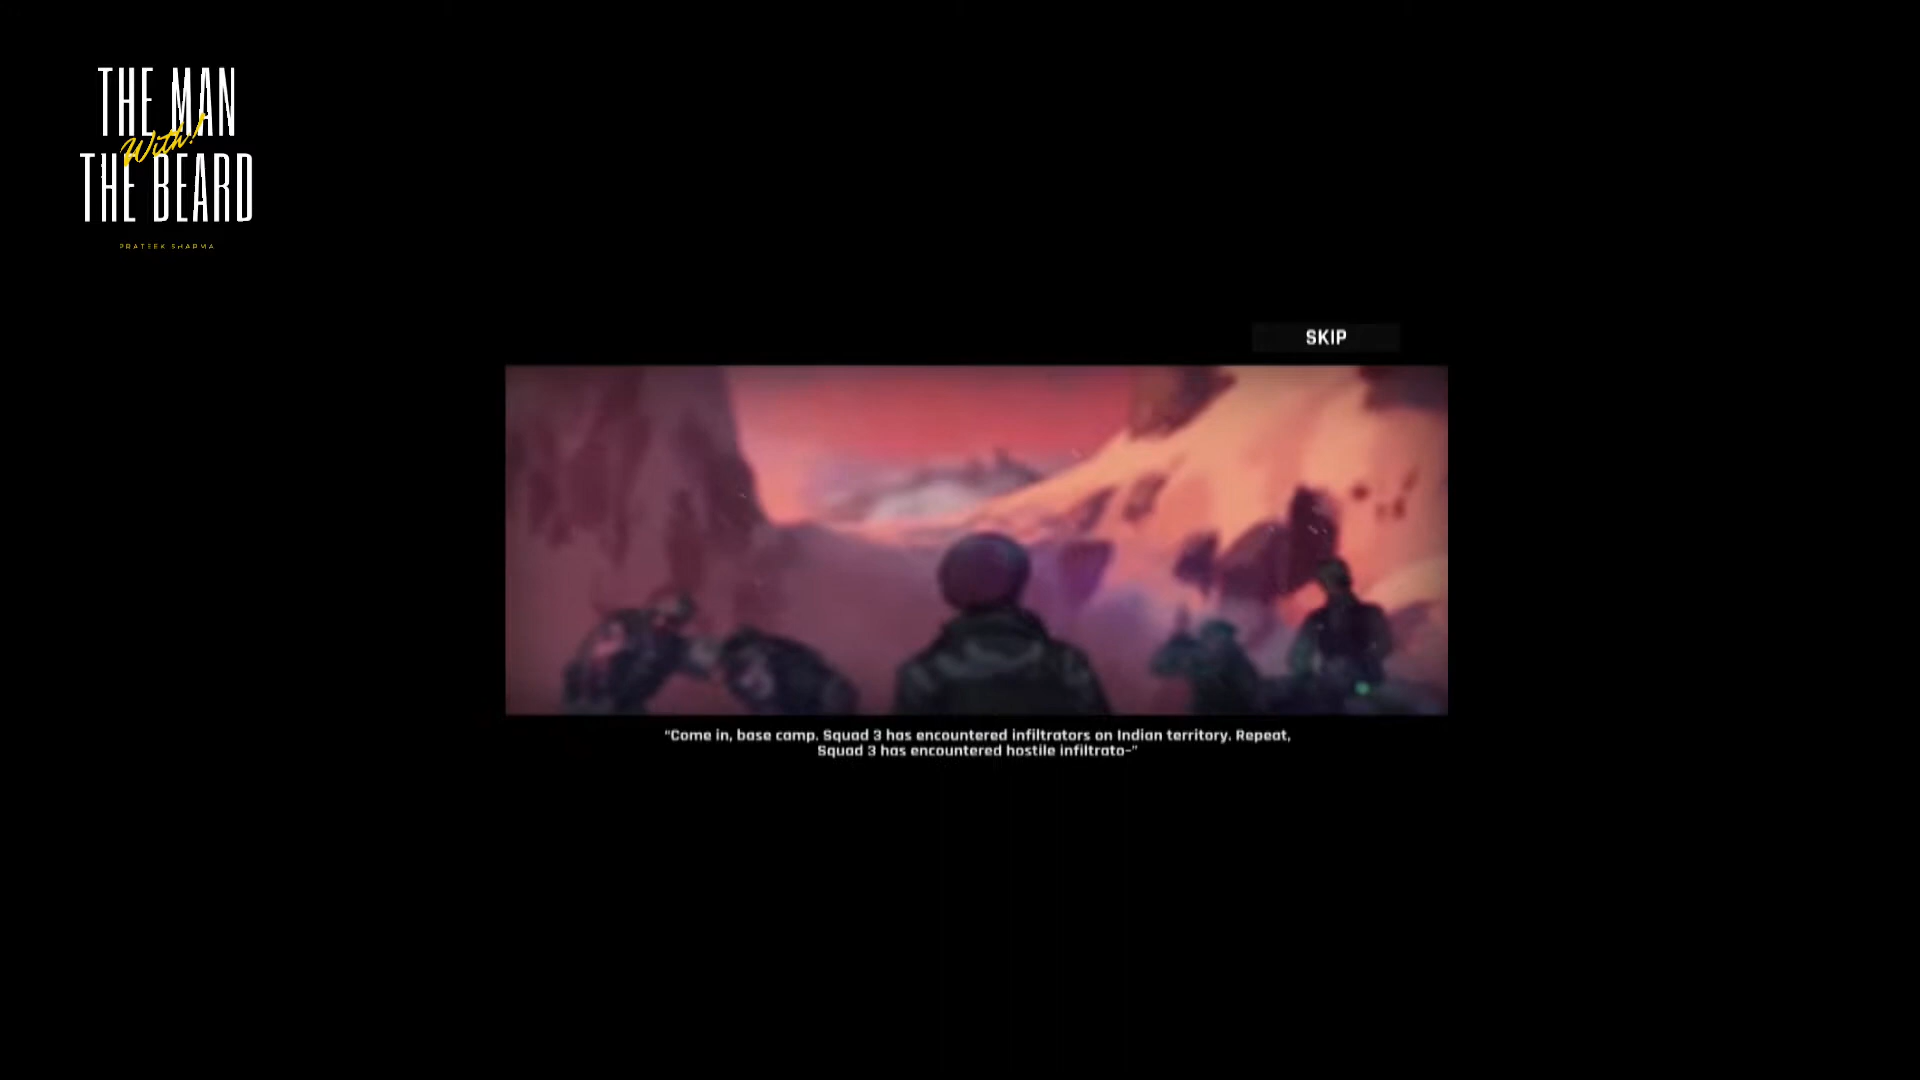 THE MAN
With!
THE BEARD
PRATEEK SHARMA
SKIP
"Come in, base camp. Squad 3 has encountered infiltrators on Indian territory. Repeat,
Squad 3 has encountered hostile infiltrato-"